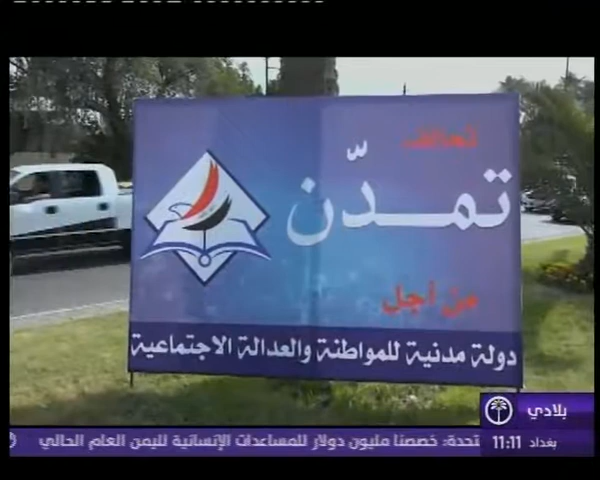 تحالف
تمدّن
من أجل
دولة مدنية للمواطنة والعدالة الاجتماعية
بلادي
بغداد 11:11
تحدة: خصصنا مليون دولار للمساعدات الإنسانية لليمن العام الحالي